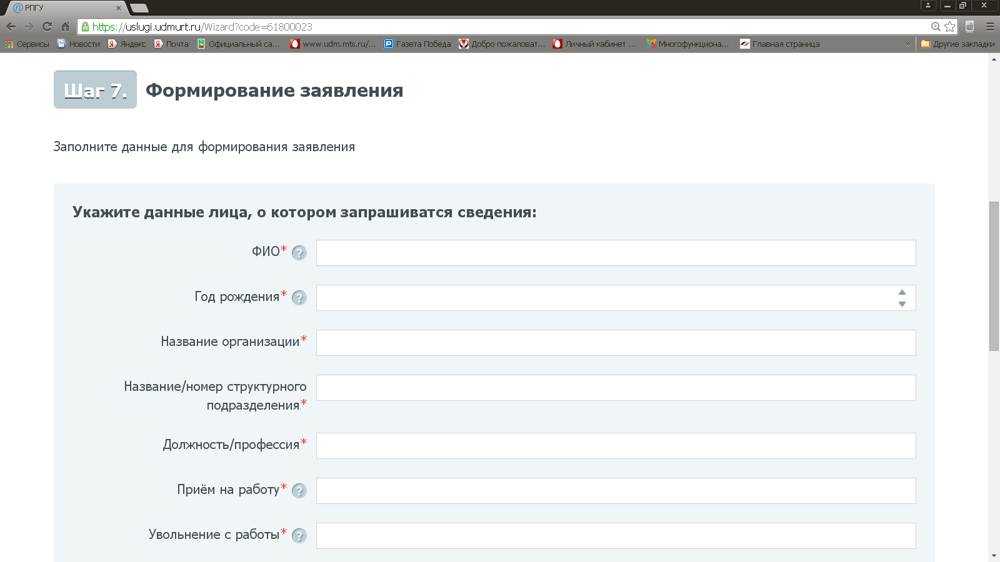 РПГУ
https://uslugi.udmurt.ru/Wizard?code=61800023
Сервисы Новости Яндекс Почта Официальный са... www.udm.mts.ru/... Газета Победа Добро пожаловат... Личный кабинет ... Многофункциона... Главная страница » Другие закладки
Шаг 7. Формирование заявления
Заполните данные для формирования заявления
Укажите данные лица, о котором запрашиватся сведения:
ФИО* ?
Год рождения* ?
Название организации*
Название/номер структурного
подразделения*
Должность/профессия*
Приём на работу* ?
Увольнение с работы* ?